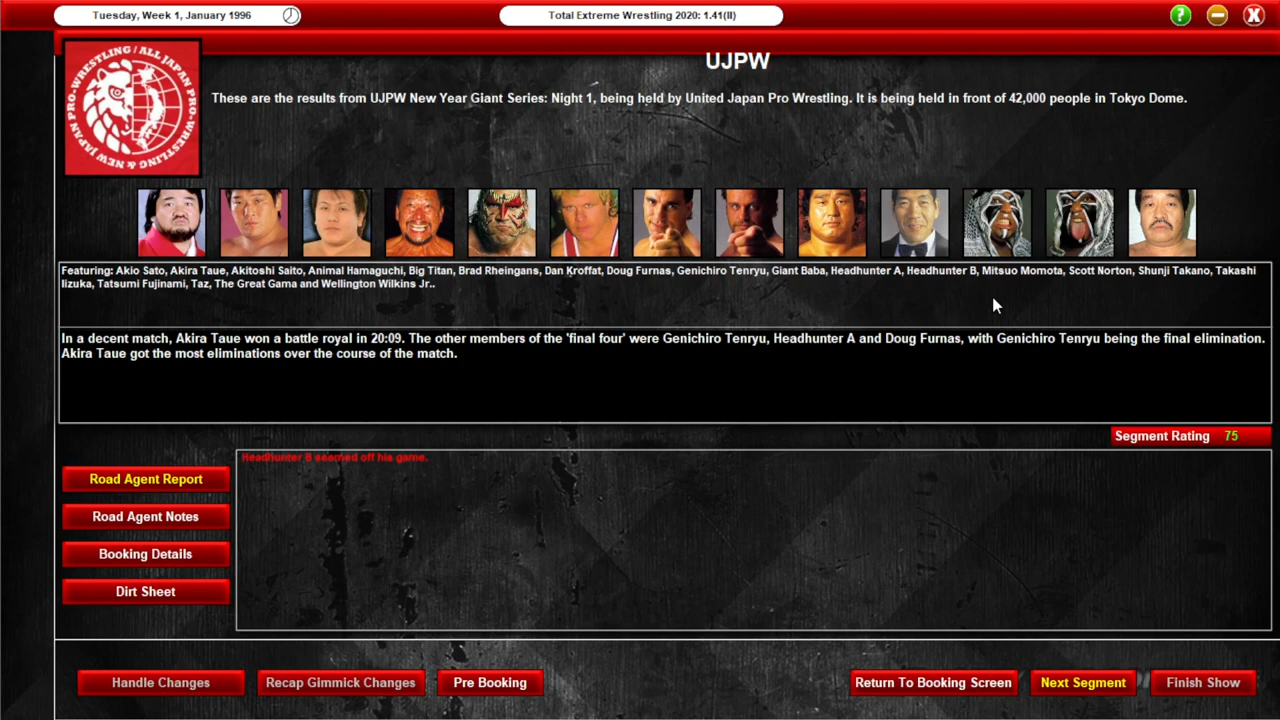 Tuesday, Week 1, January 1996
Total Extreme Wrestling 2020: 1.41(II)
?
X
NEW JAPAN PRO-WRESTLING / ALL JAPAN PRO-WRESTLING &
UJPW
These are the results from UJPW New Year Giant Series: Night 1, being held by United Japan Pro Wrestling. It is being held in front of 42,000 people in Tokyo Dome.
Featuring: Akio Sato, Akira Taue, Akitoshi Saito, Animal Hamaguchi, Big Titan, Brad Rheingans, Dan Kroffat, Doug Furnas, Genichiro Tenryu, Giant Baba, Headhunter A, Headhunter B, Mitsuo Momota, Scott Norton, Shunji Takano, Takashi
Iizuka, Tatsumi Fujinami, Taz, The Great Gama and Wellington Wilkins Jr..
In a decent match, Akira Taue won a battle royal in 20:09. The other members of the 'final four' were Genichiro Tenryu, Headhunter A and Doug Furnas, with Genichiro Tenryu being the final elimination.
Akira Taue got the most eliminations over the course of the match.
Segment Rating 75
Headhunter B seemed off his game.
Road Agent Report
Road Agent Notes
Booking Details
Dirt Sheet
Handle Changes
Recap Gimmick Changes
Pre Booking
Return To Booking Screen
Next Segment
Finish Show